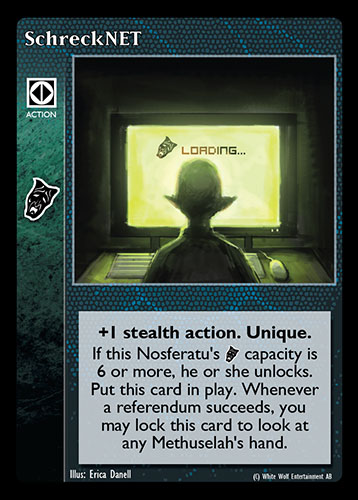 SchreckNET
ACTION
LOADING...
+1 stealth action. Unique.
If this Nosferatu's capacity is
6 or more, he or she unlocks.
Put this card in play. Whenever
a referendum succeeds, you
may lock this card to look at
any Methuselah's hand.
Illus: Erica Danell
(C) White Wolf Entertainment AB